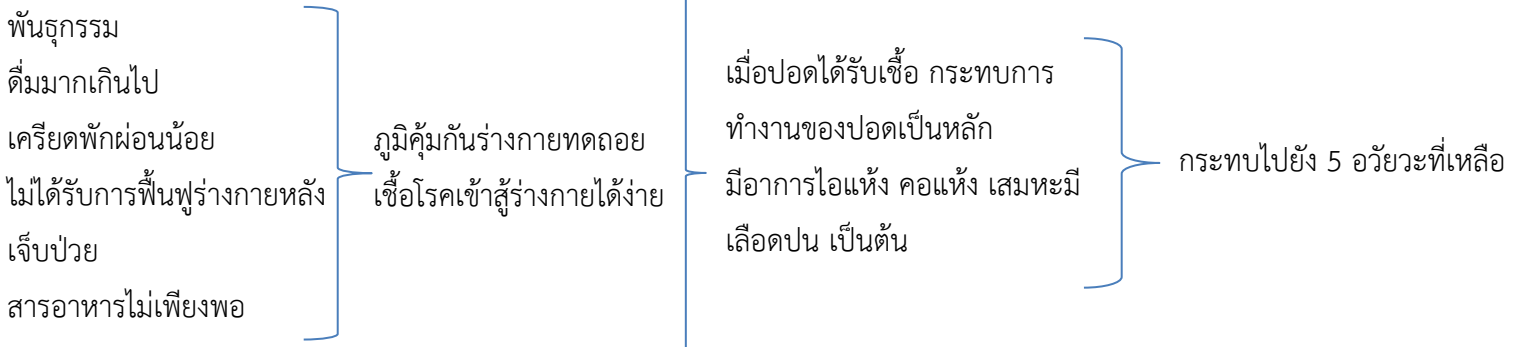 พันธุกรรม
ดื่มมากเกินไป
เครียดพักผ่อนน้อย
ไม่ได้รับการฟื้นฟูร่างกายหลัง
เจ็บป่วย
สารอาหารไม่เพียงพอ
ภูมิคุ้มกันร่างกายทดถอย
เชื้อโรคเข้าสู้ร่างกายได้ง่าย
เมื่อปอดได้รับเชื้อ กระทบการ
ทำงานของปอดเป็นหลัก
มีอาการไอแห้ง คอแห้ง เสมหะมี
เลือดปน เป็นต้น
กระทบไปยัง 5 อวัยวะที่เหลือ